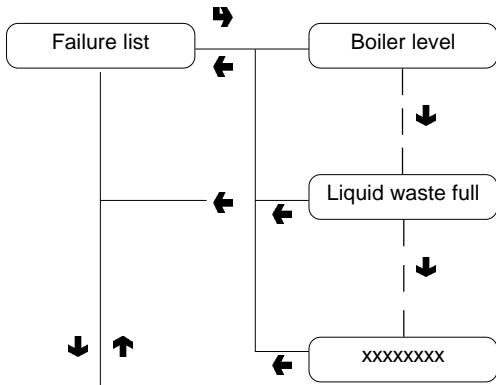 Failure list
Boiler level
Liquid waste full
xxxxxxxx